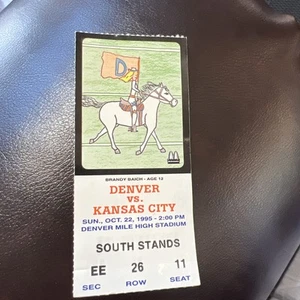 D
BRANDY BAICH - AGE 12
DENVER
VS.
KANSAS CITY
SUN., OCT. 22, 1995 - 2:00 PM
DENVER MILE HIGH STADIUM
SOUTH STANDS
EE 26 11
SEC ROW SEAT